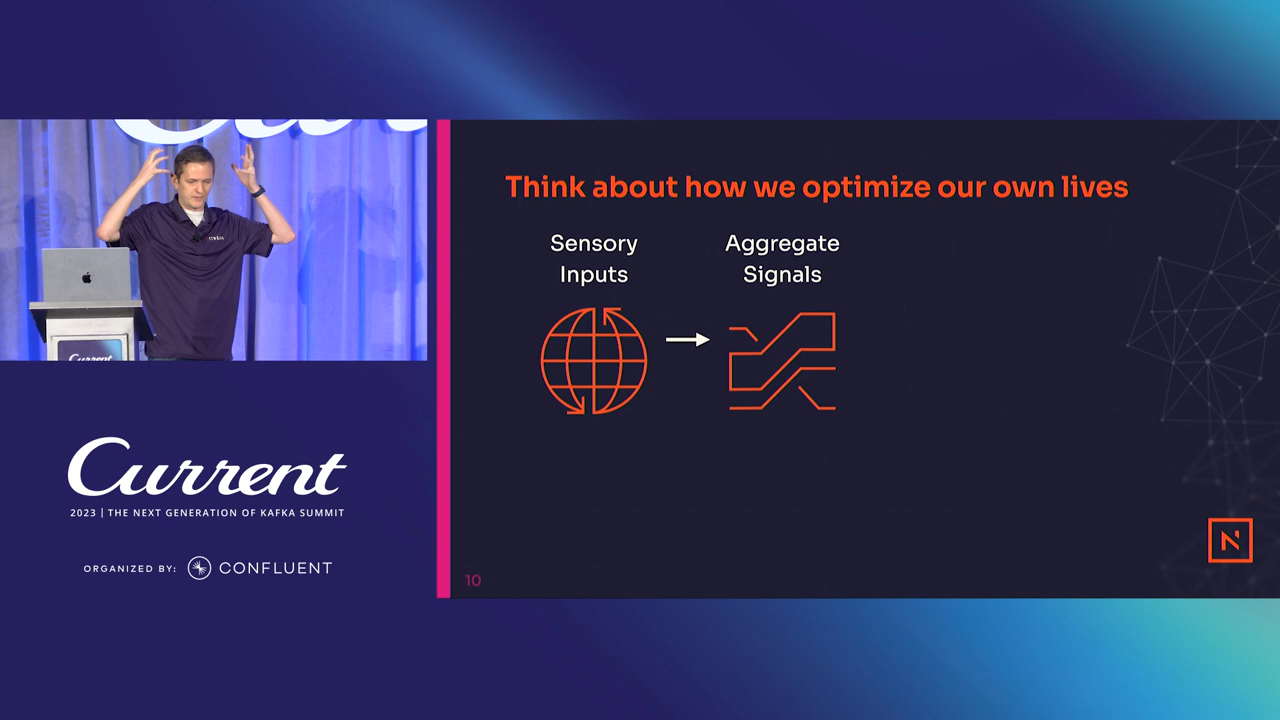 Think about how we optimize our own lives
Sensory
Inputs
Aggregate
Signals
10
Current
Current
2023 | THE NEXT GENERATION OF KAFKA SUMMIT
ORGANIZED BY: CONFLUENT